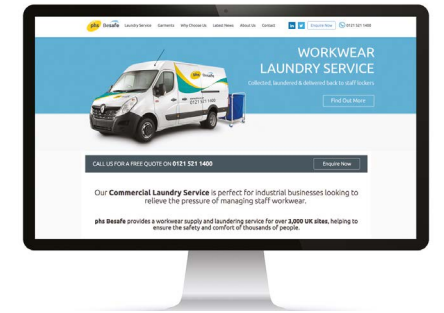 phs Besafe Laundry Service Garments Why Choose Us Latest News About Us Contact in Enquire Now 0121 521 1400
WORKWEAR
LAUNDRY SERVICE
Collected, laundered & delivered back to staff lockers
Find Out More
phs Besafe
0121 521 1400
CALL US FOR A FREE QUOTE ON 0121 521 1400 Enquire Now
Our Commercial Laundry Service is perfect for industrial businesses looking to
relieve the pressure of managing staff workwear.
phs Besafe provides a workwear supply and laundering service for over 2,000 UK sites, helping to
ensure the safety and comfort of thousands of people.